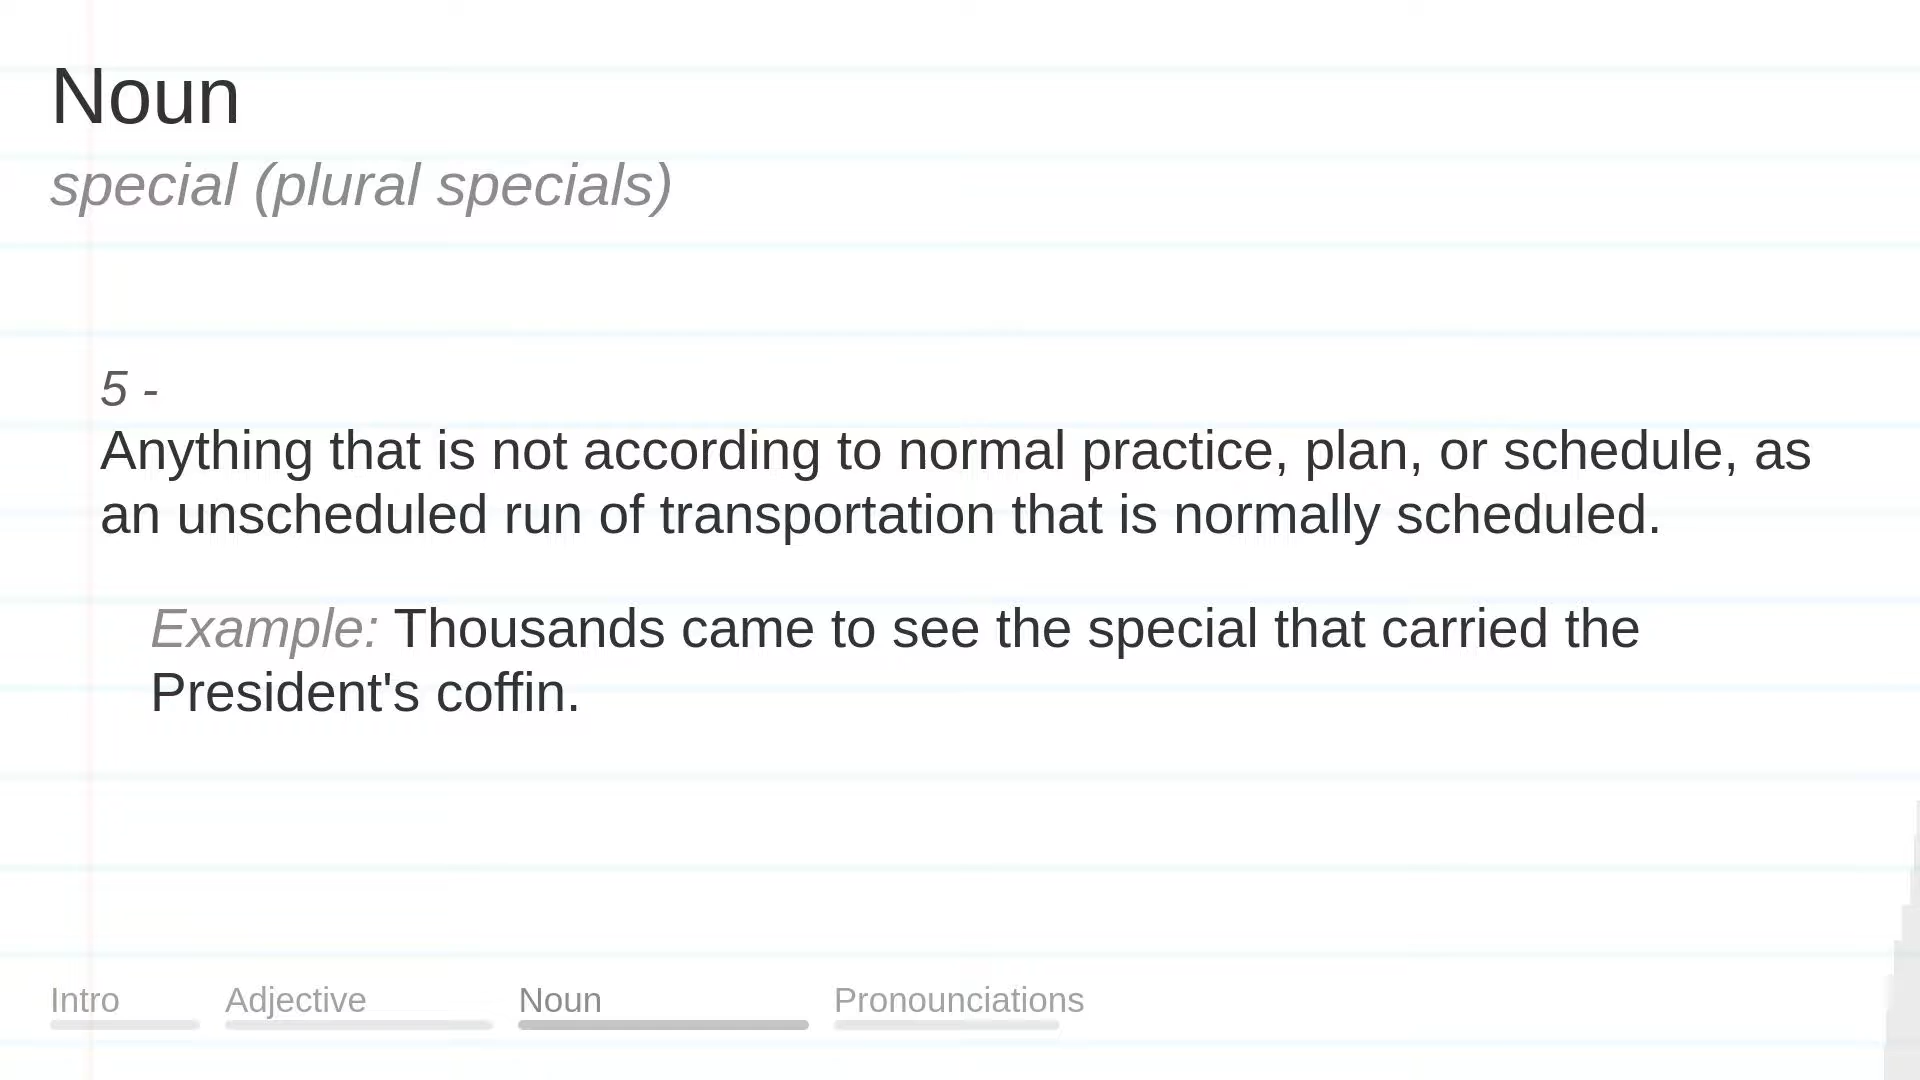 Noun
special (plural specials)
5 -
Anything that is not according to normal practice, plan, or schedule, as
an unscheduled run of transportation that is normally scheduled.
Example: Thousands came to see the special that carried the
President's coffin.
Intro Adjective Noun Pronounciations